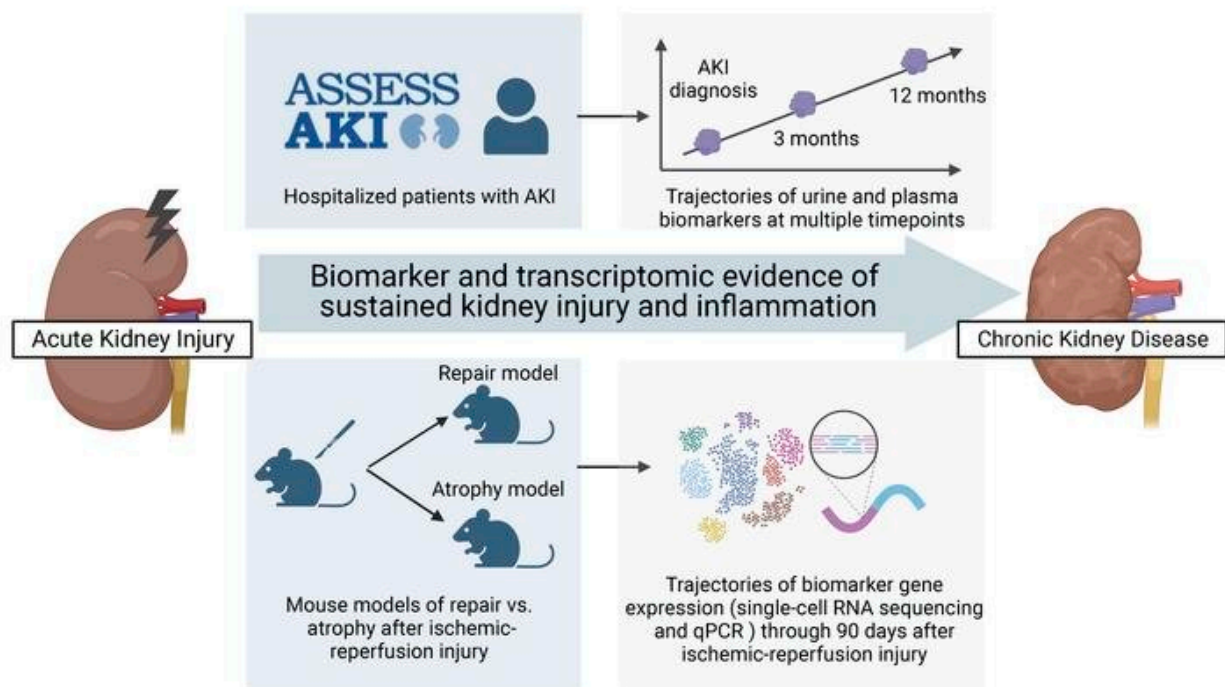 ASSESS
AKI
Hospitalized patients with AKI
AKI
diagnosis
3 months
12 months
Trajectories of urine and plasma
biomarkers at multiple timepoints
Biomarker and transcriptomic evidence of
sustained kidney injury and inflammation
Acute Kidney Injury
Chronic Kidney Disease
Repair model
Atrophy model
Mouse models of repair vs.
atrophy after ischemic-
reperfusion injury
Trajectories of biomarker gene
expression (single-cell RNA sequencing
and qPCR ) through 90 days after
ischemic-reperfusion injury